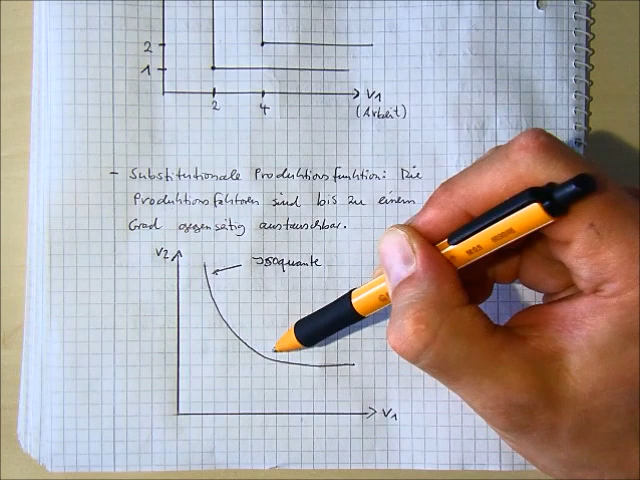 2
1
2
4
V1
(Arbeit)
- Substitutionale Produktionsfunktion: Die
Produktionsfaktoren sind bis zu einem
Grad gegenseitig austauschbar.
V2
Isoquante
V1